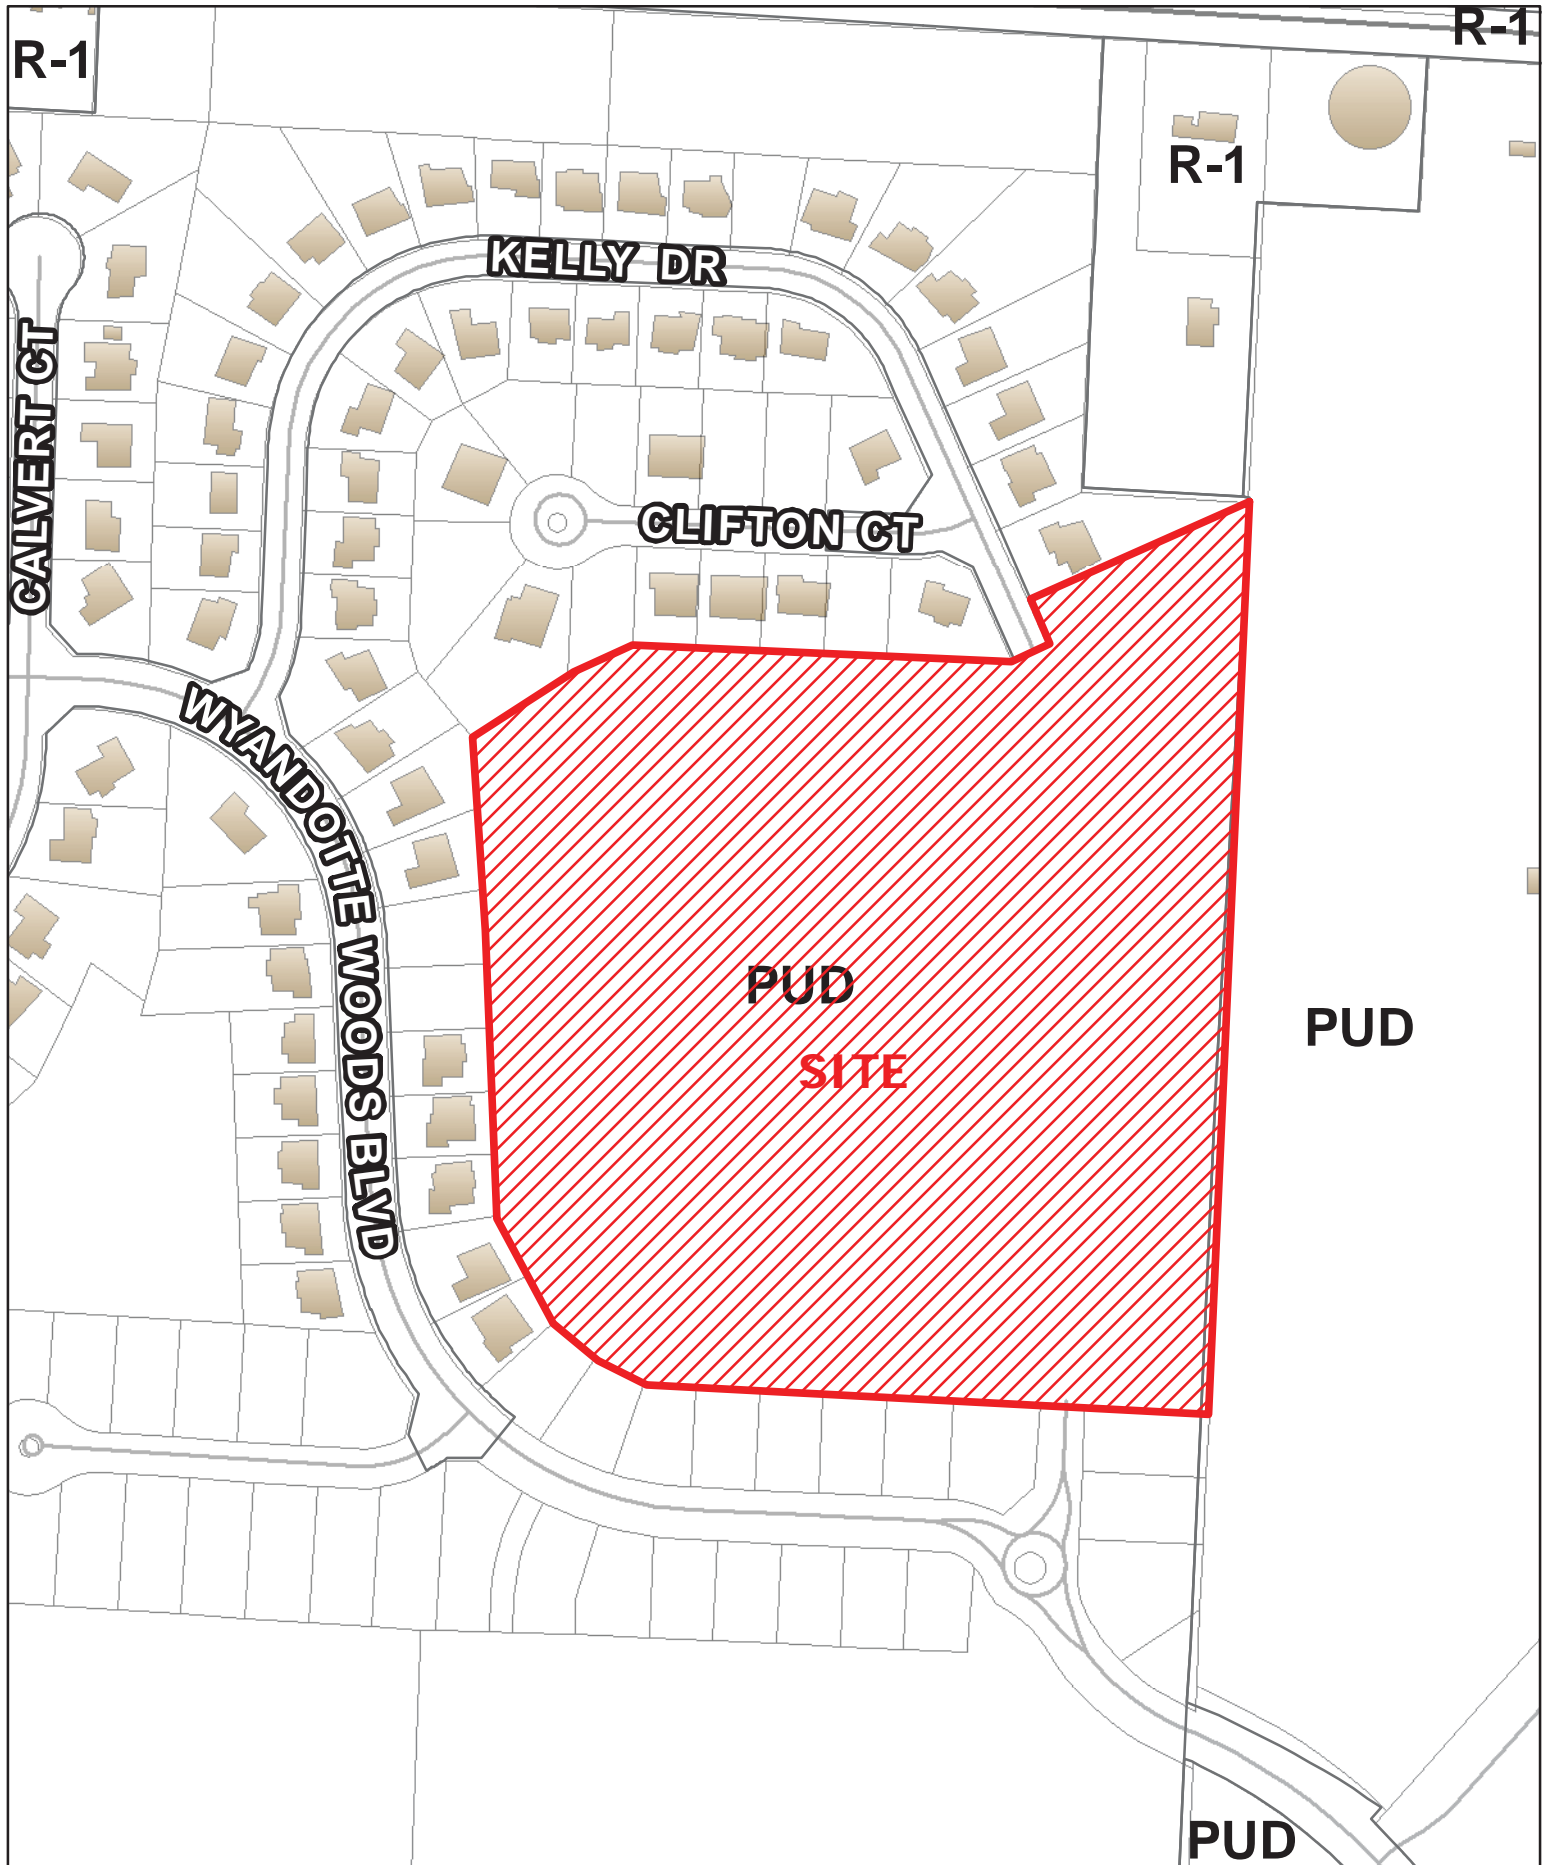 R-1
R-1
R-1
KELLY DR
CALVERT CT
CLIFTON CT
WYANDOTTE WOODS BLVD
PUD
SITE
PUD
PUD